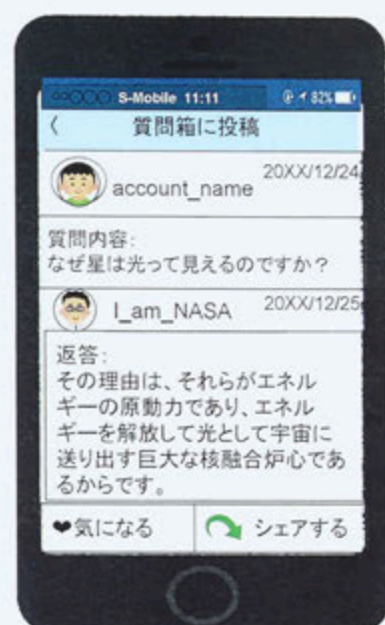 S-Mobile 11:11 82%
質問箱に投稿
20XX/12/24
account_name
質問内容:
なぜ星は光って見えるのですか？
I_am_NASA 20XX/12/25
返答:
その理由は、それらがエネル
ギーの原動力であり、エネル
ギーを解放して光として宇宙に
送り出す巨大な核融合炉心であ
るからです。
❤気になる シェアする